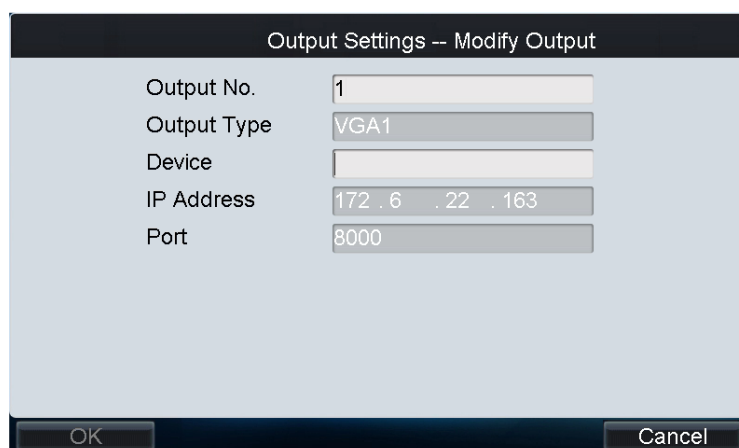 Output Settings -- Modify Output
Output No. 1
Output Type VGA1
Device
IP Address 172 . 6 . 22 . 163
Port 8000
OK Cancel